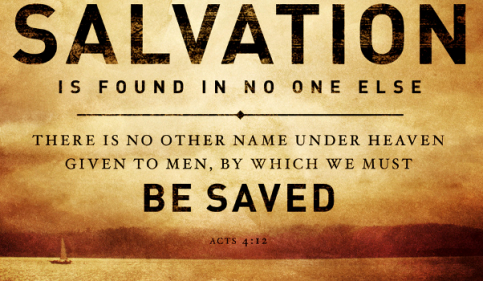 SALVATION
IS FOUND IN NO ONE ELSE
THERE IS NO OTHER NAME UNDER HEAVEN
GIVEN TO MEN, BY WHICH WE MUST
BE SAVED
ACTS 4:12